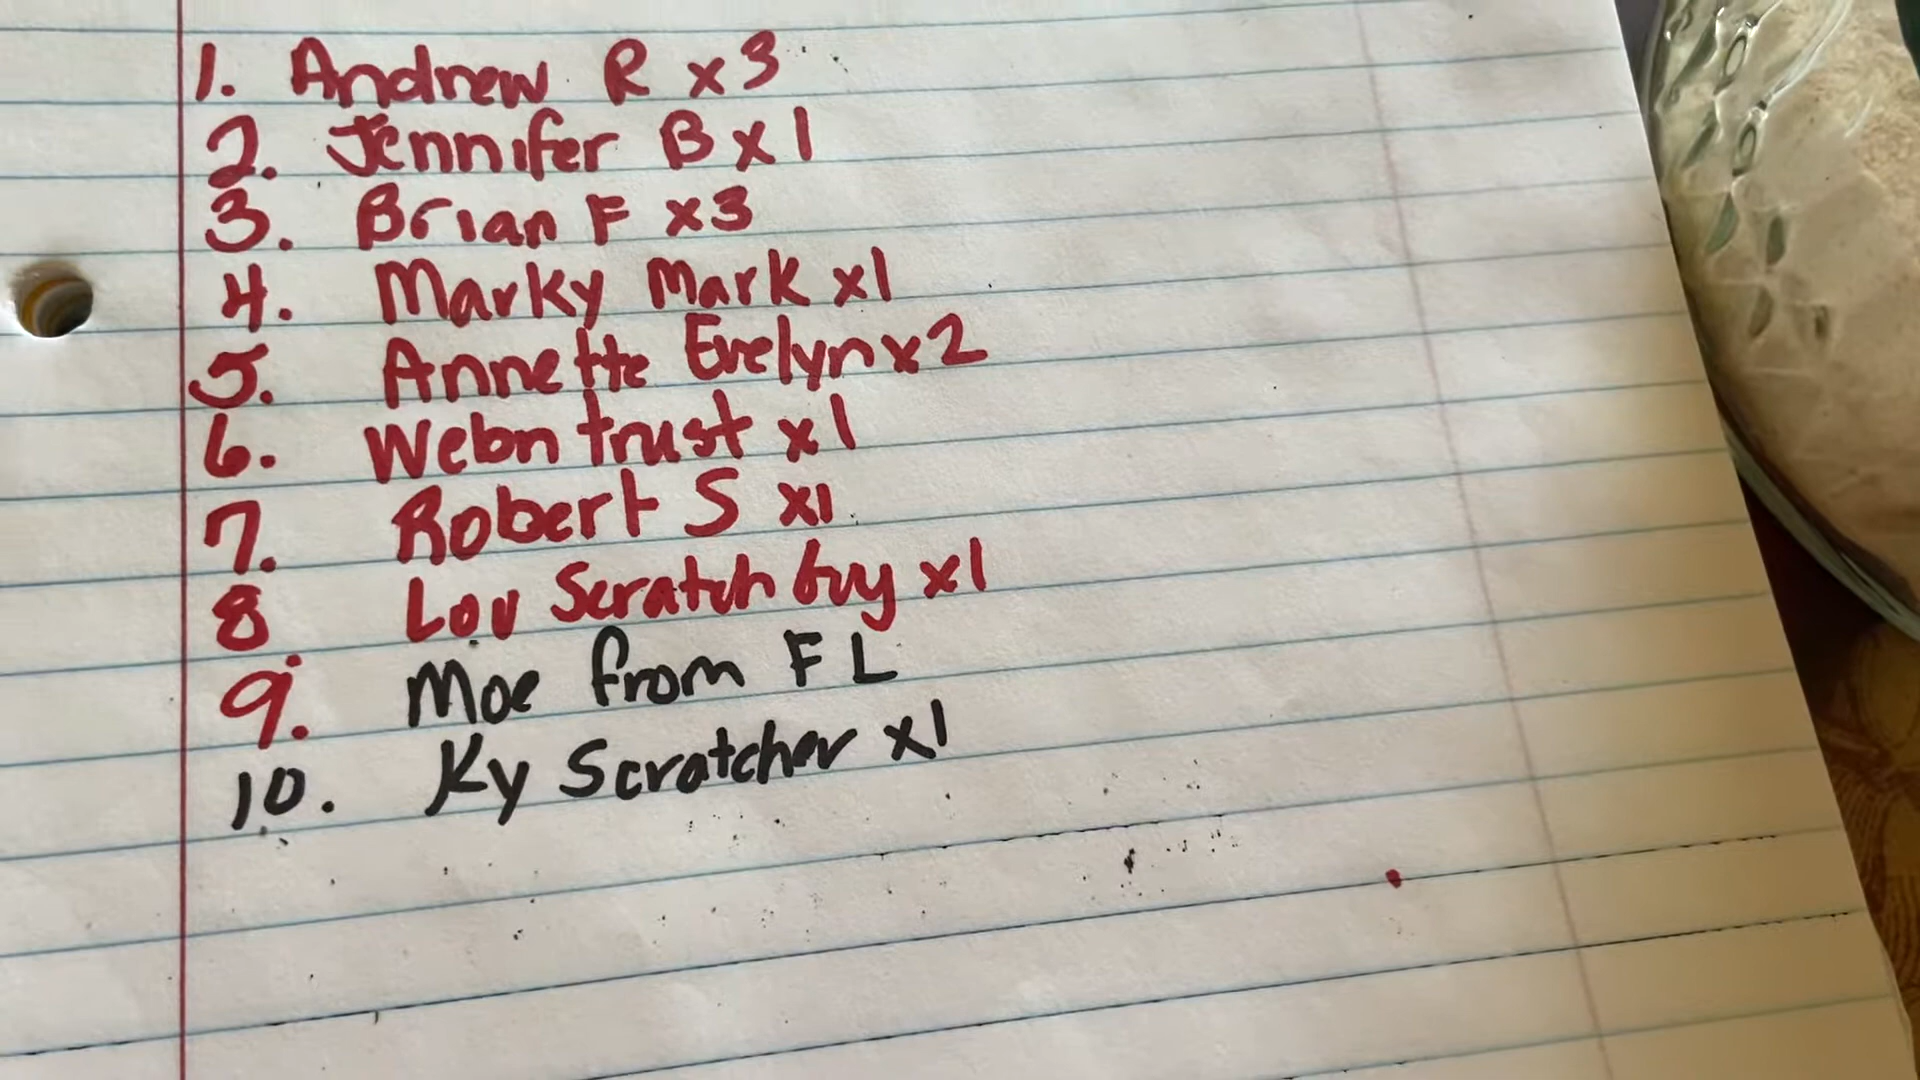 1. Andrew R x3
2. Jennifer B x1
3. Brian F x3
4. Marky Mark x1
5. Annette Evelyn x2
6. Webn trust x1
7. Robert S x1
8 Lou Scratch Guy x1
9. Moe from FL
10. Ky Scratcher x1